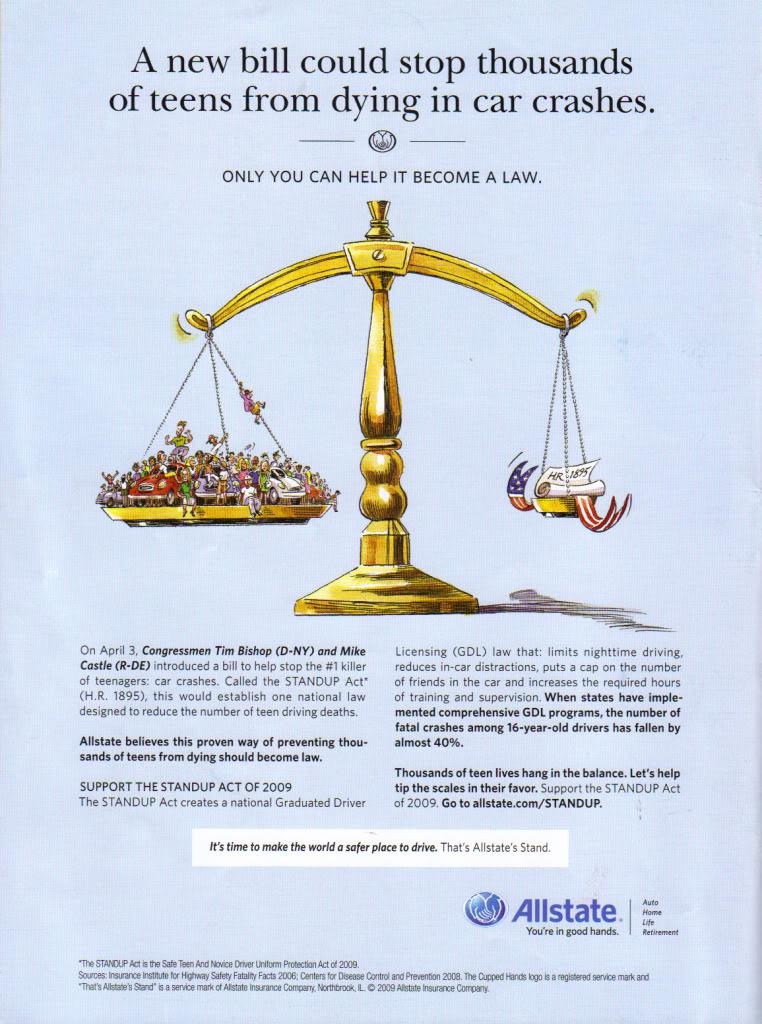 A new bill could stop thousands
of teens from dying in car crashes.
ONLY YOU CAN HELP IT BECOME A LAW.
HR 1895
On April 3, Congressmen Tim Bishop (D-NY) and Mike
Castle (R-DE) introduced a bill to help stop the #1 killer
of teenagers: car crashes. Called the STANDUP Act*
(H.R. 1895), this would establish one national law
designed to reduce the number of teen driving deaths.
Allstate believes this proven way of preventing thou-
sands of teens from dying should become law.
SUPPORT THE STANDUP ACT OF 2009
The STANDUP Act creates a national Graduated Driver
Licensing (GDL) law that: limits nighttime driving,
reduces in-car distractions, puts a cap on the number
of friends in the car and increases the required hours
of training and supervision. When states have imple-
mented comprehensive GDL programs, the number of
fatal crashes among 16-year-old drivers has fallen by
almost 40%.
Thousands of teen lives hang in the balance. Let's help
tip the scales in their favor. Support the STANDUP Act
of 2009. Go to allstate.com/STANDUP.
It's time to make the world a safer place to drive. That's Allstate's Stand.
Allstate®
You're in good hands.
Auto
Home
Life
Retirement
*The STANDUP Act is the Safe Teen And Novice Driver Uniform Protection Act of 2009.
Sources: Insurance Institute for Highway Safety Fatality Facts 2006; Centers for Disease Control and Prevention 2008. The Cupped Hands logo is a registered service mark and
"That's Allstate's Stand" is a service mark of Allstate Insurance Company, Northbrook, IL. © 2009 Allstate Insurance Company.